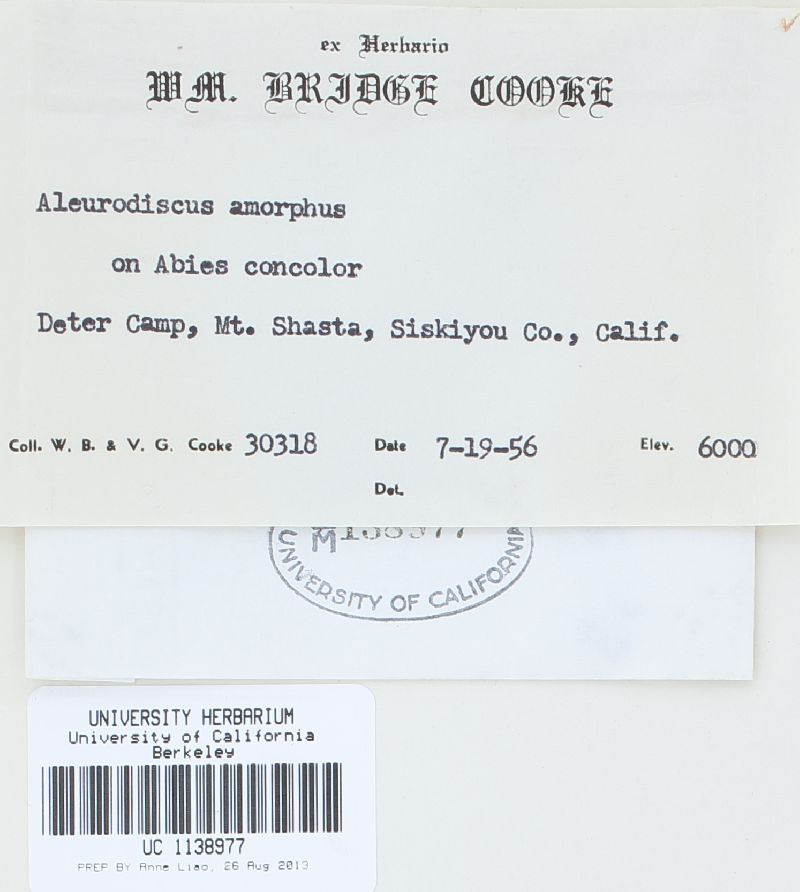 ex Herbario
WM. BRIDGE COOKE
Aleurodiscus amorphus
on Abies concolor
Deter Camp, Mt. Shasta, Siskiyou Co., Calif.
Coll. W. B. & V. G. Cooke 30318 Date 7-19-56 Elev. 6000
Det.
M
UNIVERSITY OF CALIFORNIA
UNIVERSITY HERBARIUM
University of California
Berkeley
UC 1138977
PREP BY Anne Liao, 26 Aug 2013